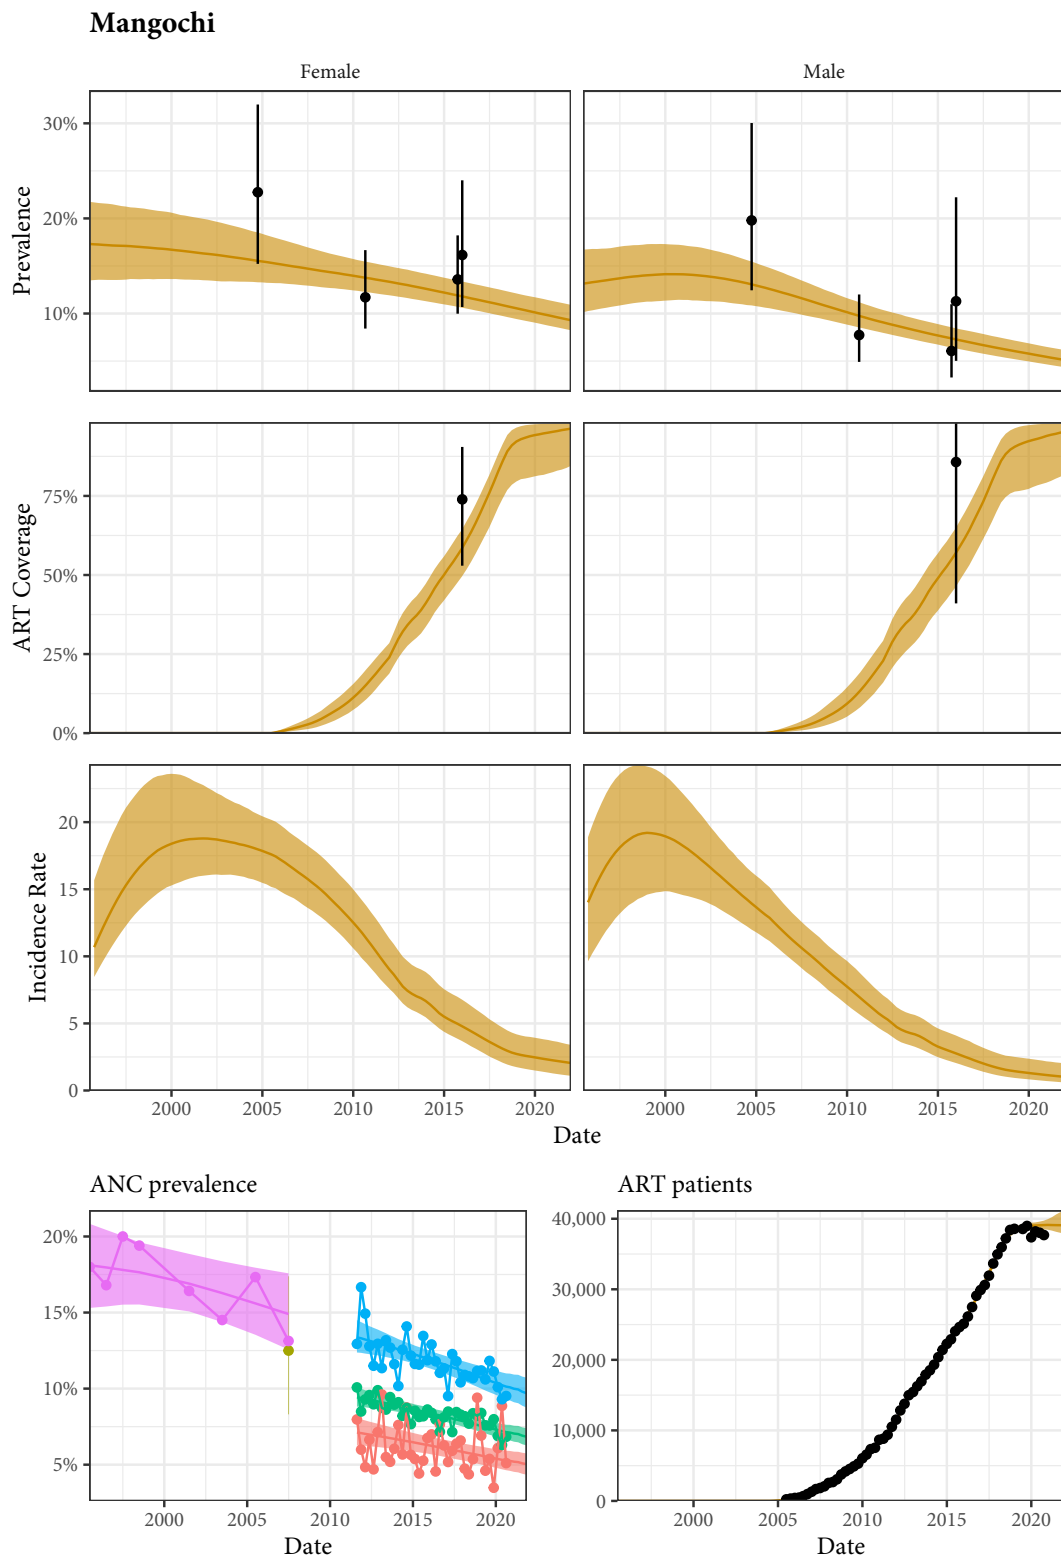 Mangochi
Female
Male
Prevalence
30%
20%
10%
ART Coverage
75%
50%
25%
0%
Incidence Rate
20
15
10
5
0
2000 2005 2010 2015 2020
2000 2005 2010 2015 2020
Date
ANC prevalence
ART patients
20%
15%
10%
5%
40,000
30,000
20,000
10,000
0
2000 2005 2010 2015 2020
2000 2005 2010 2015 2020
Date
Date